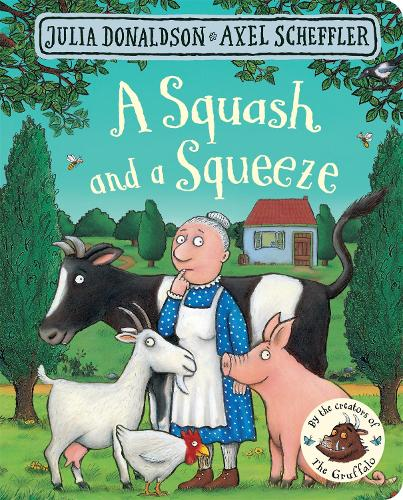 JULIA DONALDSON ● AXEL SCHEFFLER
A Squash
and a Squeeze
By the creators of
The Gruffalo